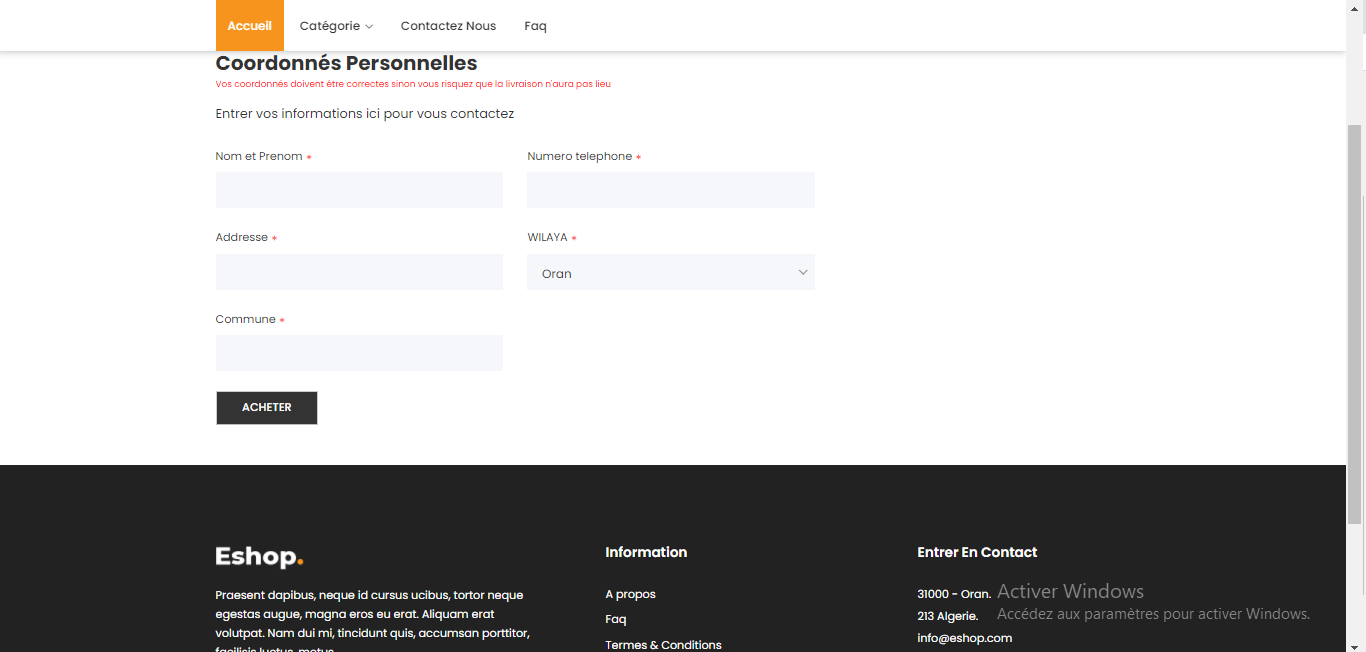 Accueil Catégorie Contactez Nous Faq
Coordonnés Personnelles
Vos coordonnés doivent être correctes sinon vous risquez que la livraison n'aura pas lieu
Entrer vos informations ici pour vous contactez
Nom et Prenom * Numero telephone *
Addresse * WILAYA *
Oran
Commune *
ACHETER
Eshop.
Praesent dapibus, neque id cursus ucibus, tortor neque
egestas augue, magna eros eu erat. Aliquam erat
volutpat. Nam dui mi, tincidunt quis, accumsan porttitor,
facilisis luctus, metus.
Information
A propos
Faq
Termes & Conditions
Entrer En Contact
31000 - Oran.
213 Algerie.
info@eshop.com
Activer Windows
Accédez aux paramètres pour activer Windows.